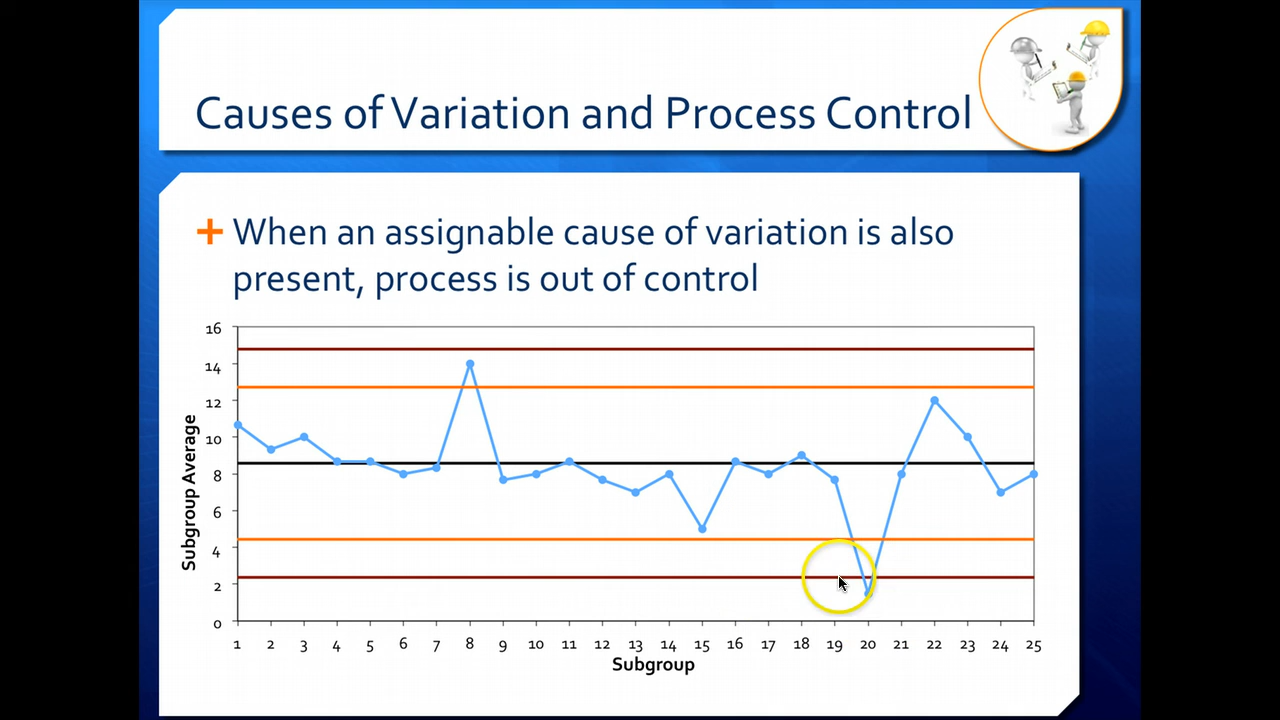 Causes of Variation and Process Control
+ When an assignable cause of variation is also
present, process is out of control
16
14
12
10
8
6
4
2
0
Subgroup Average
1 2 3 4 5 6 7 8 9 10 11 12 13 14 15 16 17 18 19 20 21 22 23 24 25
Subgroup